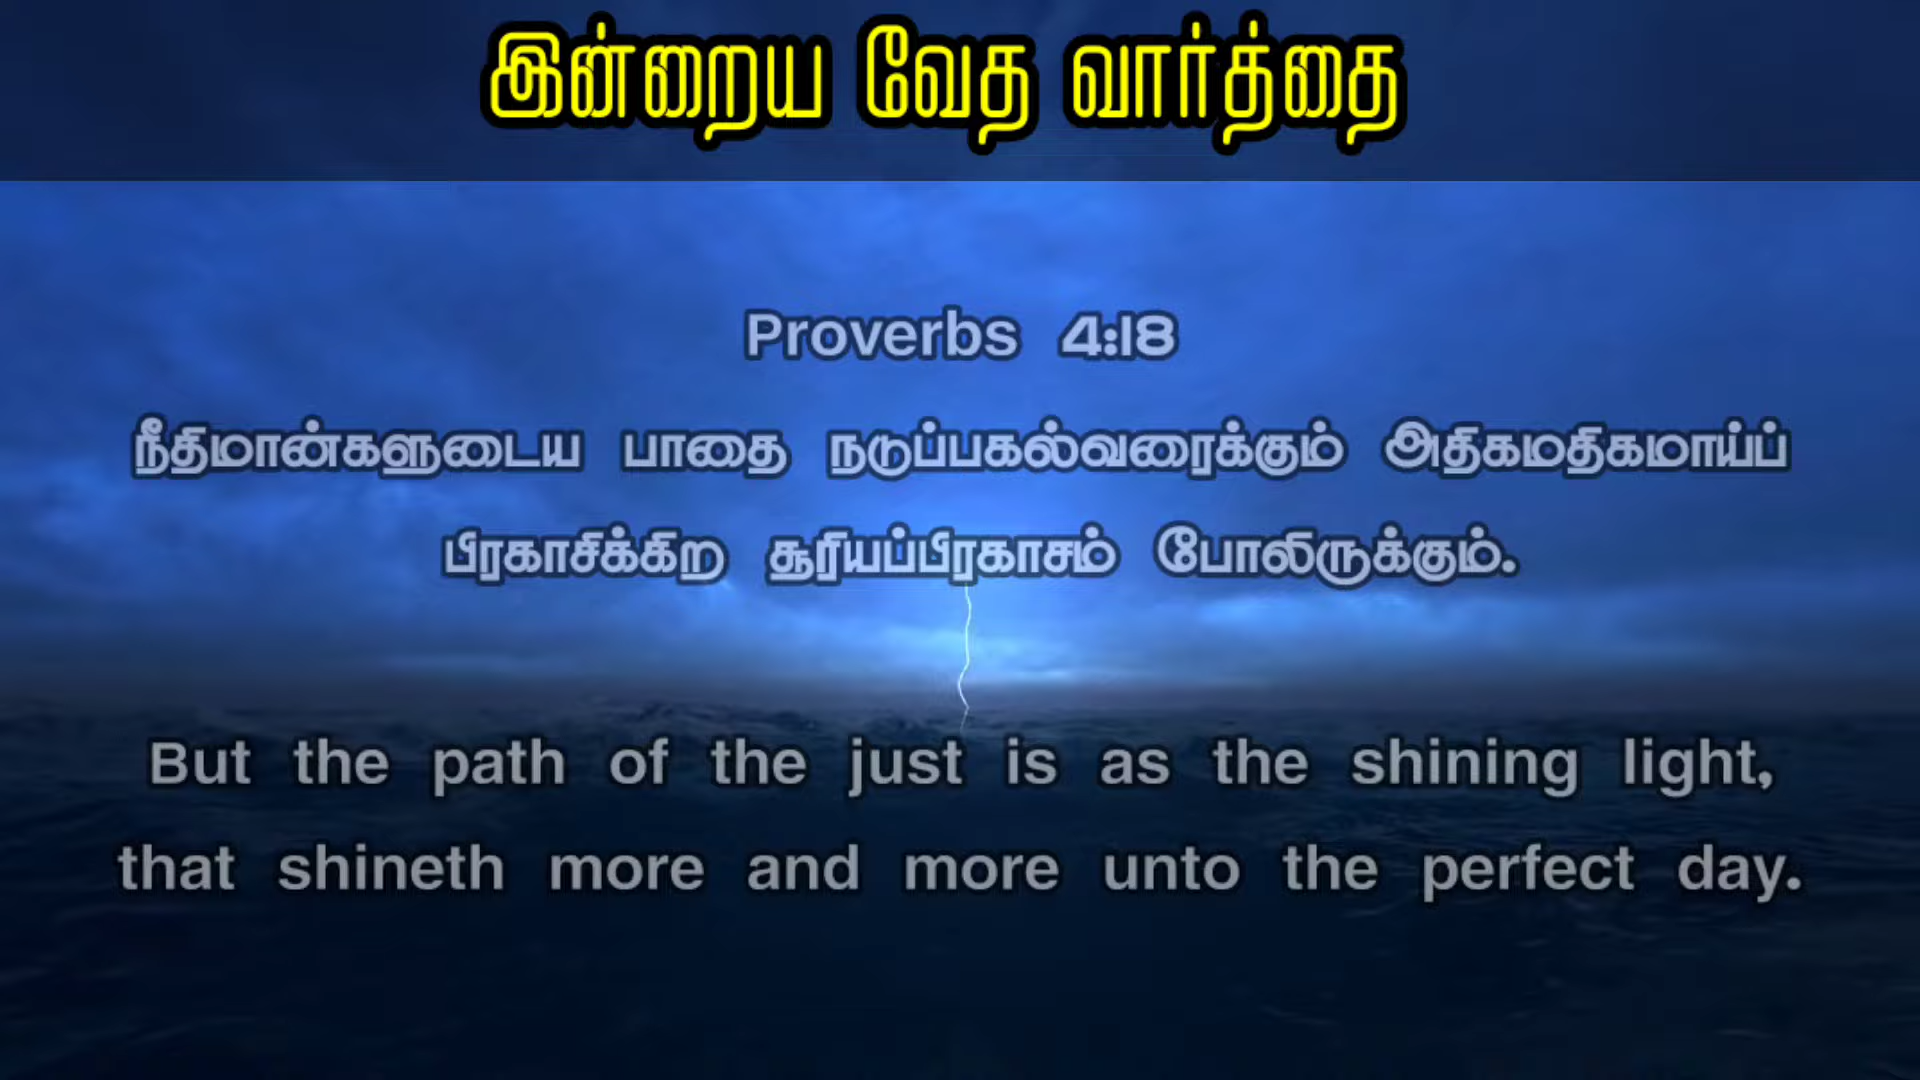 இன்றைய வேத வார்த்தை
Proverbs 4:18
நீதிமான்களுடைய பாதை நடுப்பகல்வரைக்கும் அதிகமதிகமாய்ப்
பிரகாசிக்கிற சூரியப்பிரகாசம் போலிருக்கும்.
But the path of the just is as the shining light,
that shineth more and more unto the perfect day.